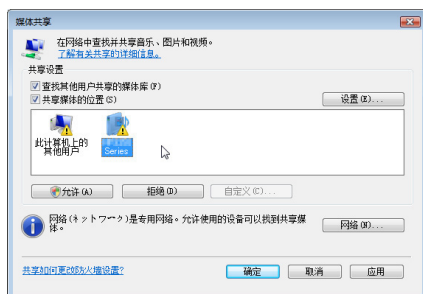 媒体共享
在网络中查找并共享音乐、图片和视频。
了解有关共享的详细信息。
共享设置
查找其他用户共享的媒体库(F)
共享媒体的位置(S)
设置(E)...
此计算机上的
其他用户
Series
允许(A)
拒绝(D)
自定义(C)...
网络(ネットワーク)是专用网络。允许使用的设备可以找到共享媒
体。
网络(N)...
共享如何更改防火墙设置?
确定
取消
应用